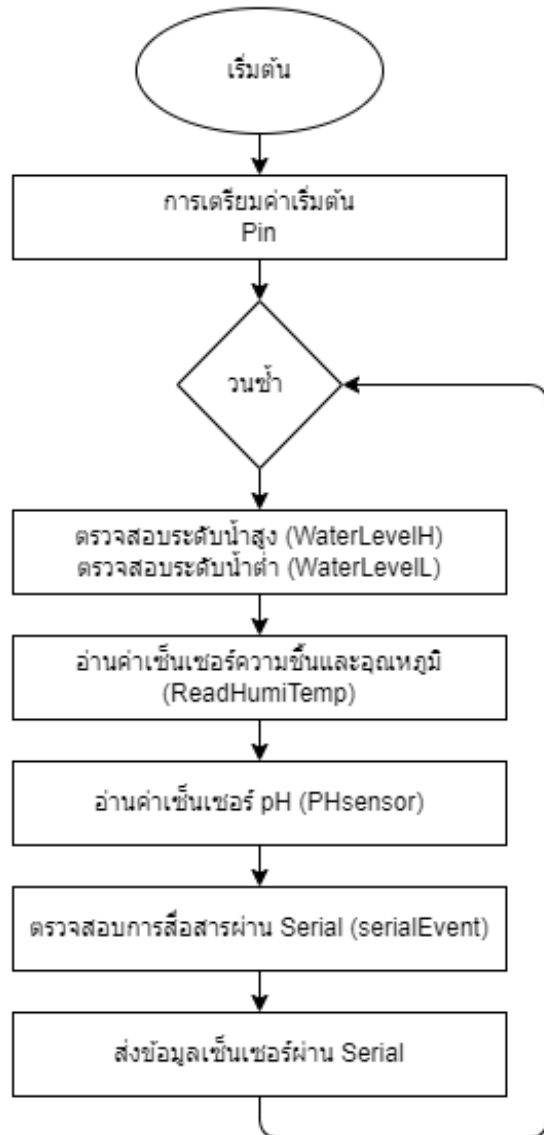 เริ่มต้น
การเตรียมค่าเริ่มต้น
Pin
วนซ้ำ
ตรวจสอบระดับน้ำสูง (WaterLevelH)
ตรวจสอบระดับน้ำต่ำ (WaterLevelL)
อ่านค่าเซ็นเซอร์ความชื้นและอุณหภูมิ
(ReadHumiTemp)
อ่านค่าเซ็นเซอร์ pH (PHsensor)
ตรวจสอบการสื่อสารผ่าน Serial (serialEvent)
ส่งข้อมูลเซ็นเซอร์ผ่าน Serial